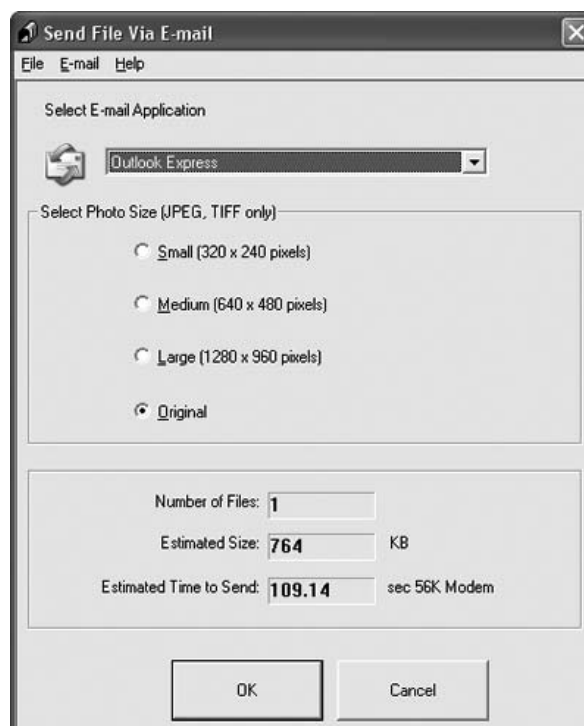 Send File Via E-mail
File E-mail Help
Select E-mail Application
Outlook Express
Select Photo Size (JPEG, TIFF only)
Small (320 x 240 pixels)
Medium (640 x 480 pixels)
Large (1280 x 960 pixels)
Original
Number of Files: 1
Estimated Size: 764 KB
Estimated Time to Send: 109.14 sec 56K Modem
OK Cancel